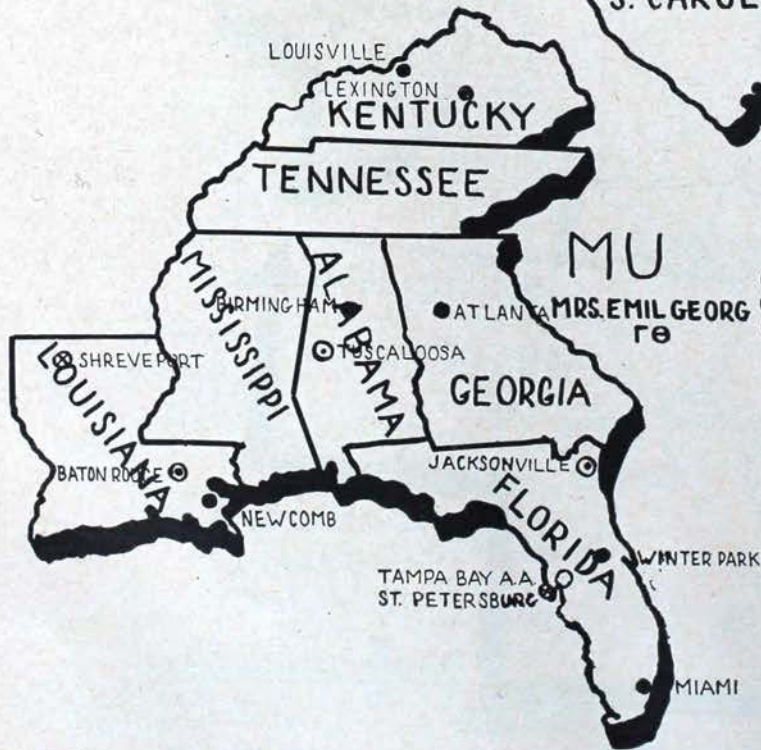 S. CAROL
LOUISVILLE
LEXINGTON
KENTUCKY
TENNESSEE
MU
MISSISSIPPI
ALABAMA
BIRMINGHAM
ATLANTA
MRS. EMIL GEORG
ΓΘ
TUSCALOOSA
SHREVEPORT
LOUISIANA
GEORGIA
BATON ROUGE
JACKSONVILLE
NEWCOMB
FLORIDA
WINTER PARK
TAMPA BAY A.A.
ST. PETERSBURG
MIAMI